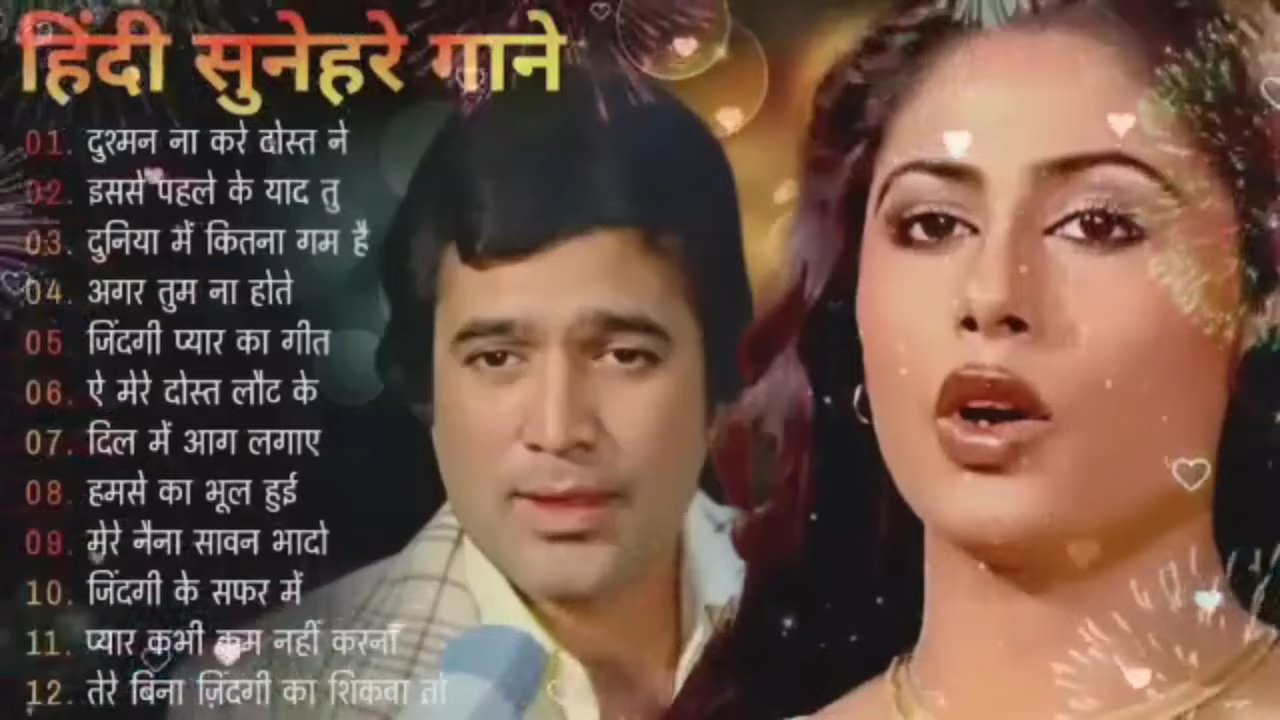 हिंदी सुनेहरे गाने
01. दुश्मन ना करे दोस्त ने
02. इससे पहले के याद तु
03. दुनिया में कितना गम है
04. अगर तुम ना होते
05. जिंदगी प्यार का गीत
06. ऐ मेरे दोस्त लौट के
07. दिल में आग लगाए
08. हमसे का भूल हुई
09. मेरे नैना सावन भादो
10. जिंदगी के सफर में
11. प्यार कभी कम नहीं करना
12. तेरे बिना ज़िंदगी का शिकवा तो